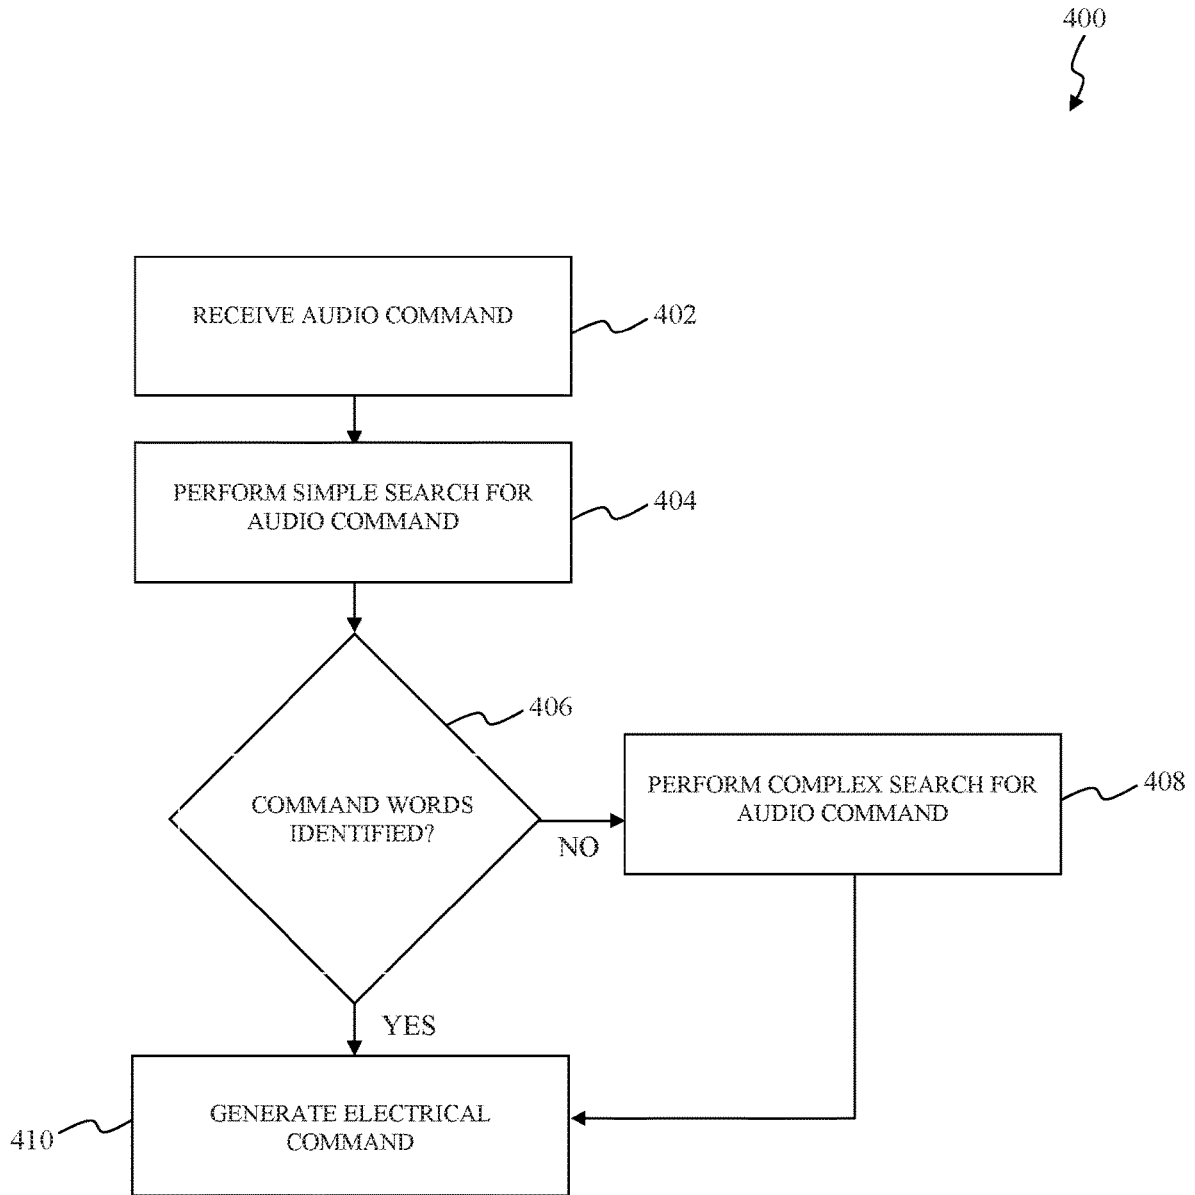 400
RECEIVE AUDIO COMMAND
402
PERFORM SIMPLE SEARCH FOR
AUDIO COMMAND
404
406
COMMAND WORDS
IDENTIFIED?
NO
PERFORM COMPLEX SEARCH FOR
AUDIO COMMAND
408
YES
GENERATE ELECTRICAL
COMMAND
410